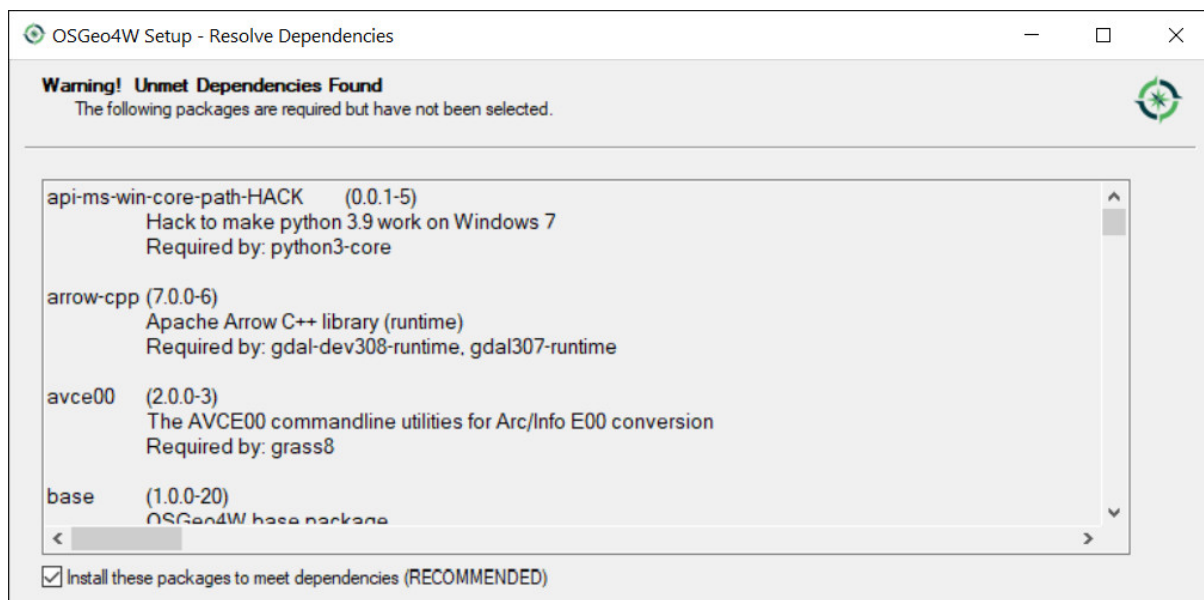 OSGeo4W Setup - Resolve Dependencies
Warning! Unmet Dependencies Found
The following packages are required but have not been selected.
api-ms-win-core-path-HACK (0.0.1-5)
Hack to make python 3.9 work on Windows 7
Required by: python3-core
arrow-cpp (7.0.0-6)
Apache Arrow C++ library (runtime)
Required by: gdal-dev308-runtime, gdal307-runtime
avce00 (2.0.0-3)
The AVCE00 commandline utilities for Arc/Info E00 conversion
Required by: grass8
base (1.0.0-20)
OSGeo4W base package
Install these packages to meet dependencies (RECOMMENDED)